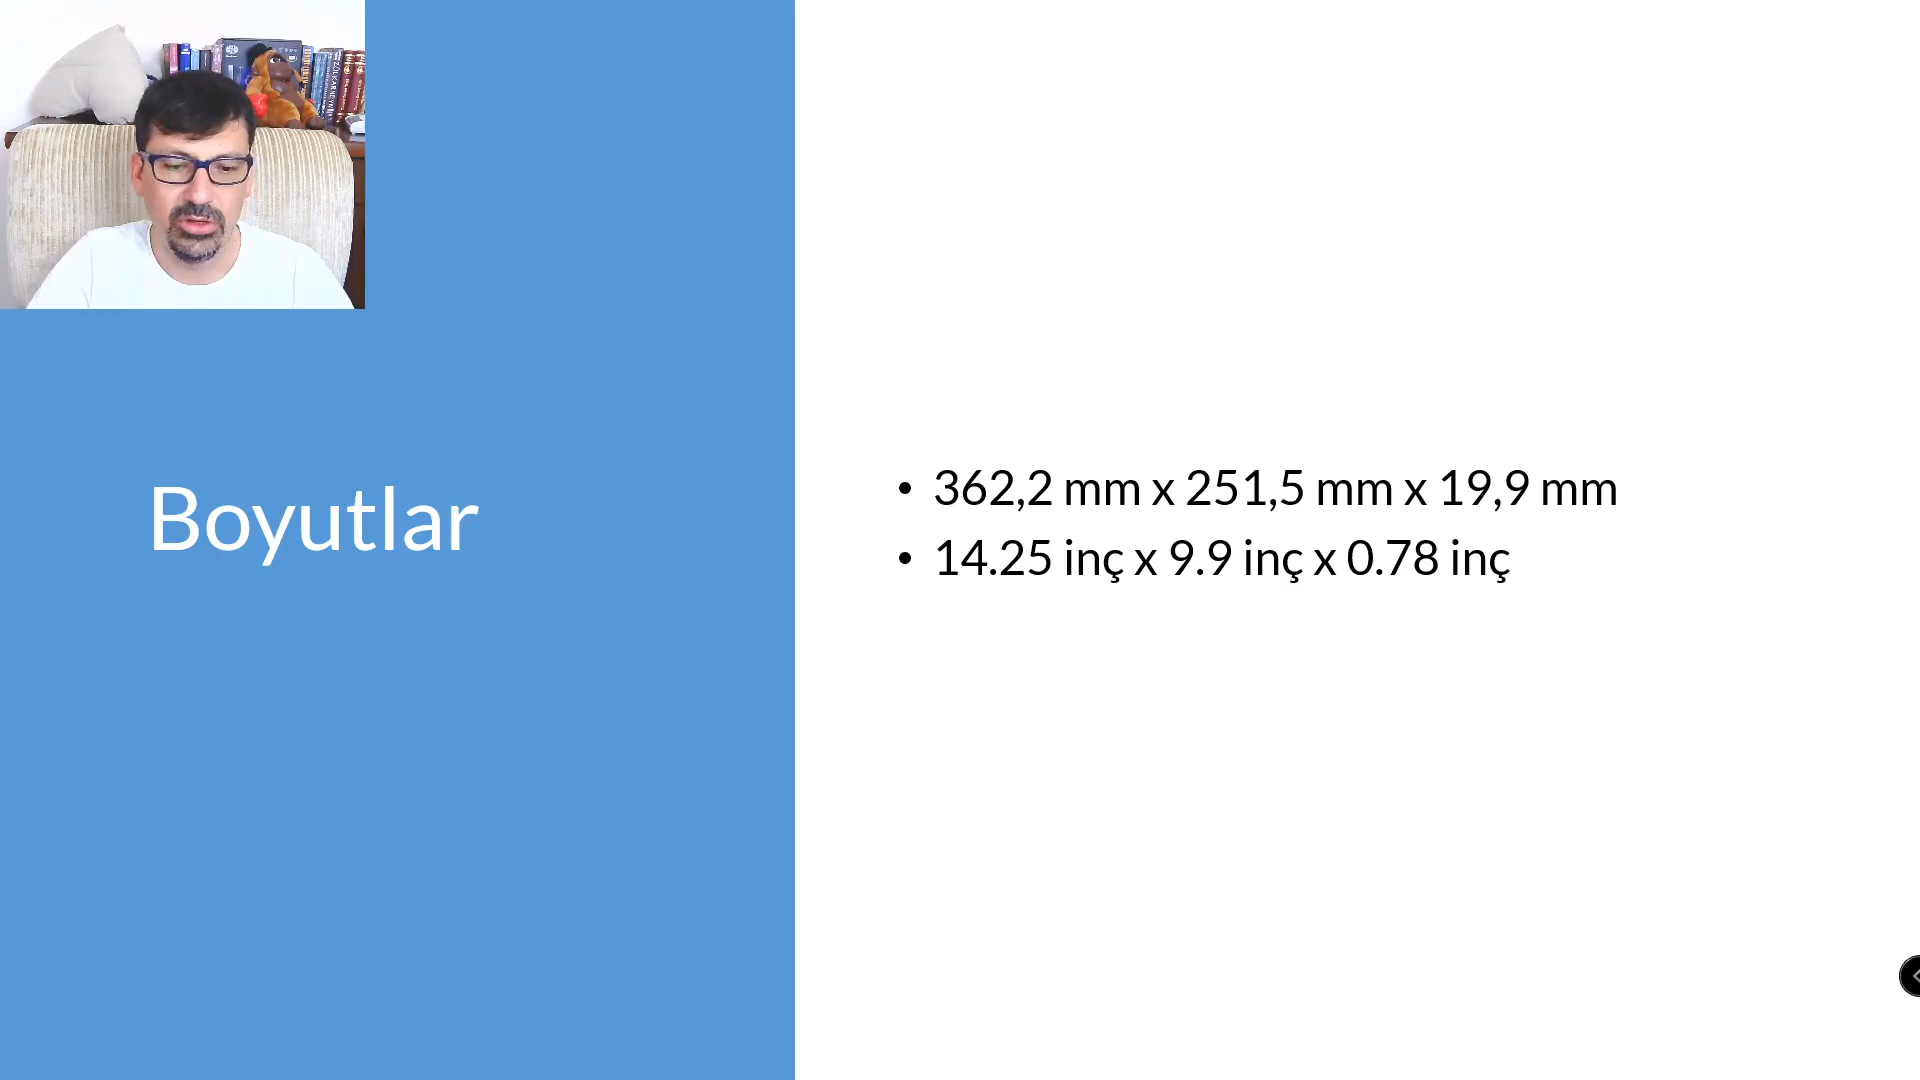 ZÜLKARNEYN
Boyutlar
• 362,2 mm x 251,5 mm x 19,9 mm
• 14.25 inç x 9.9 inç x 0.78 inç